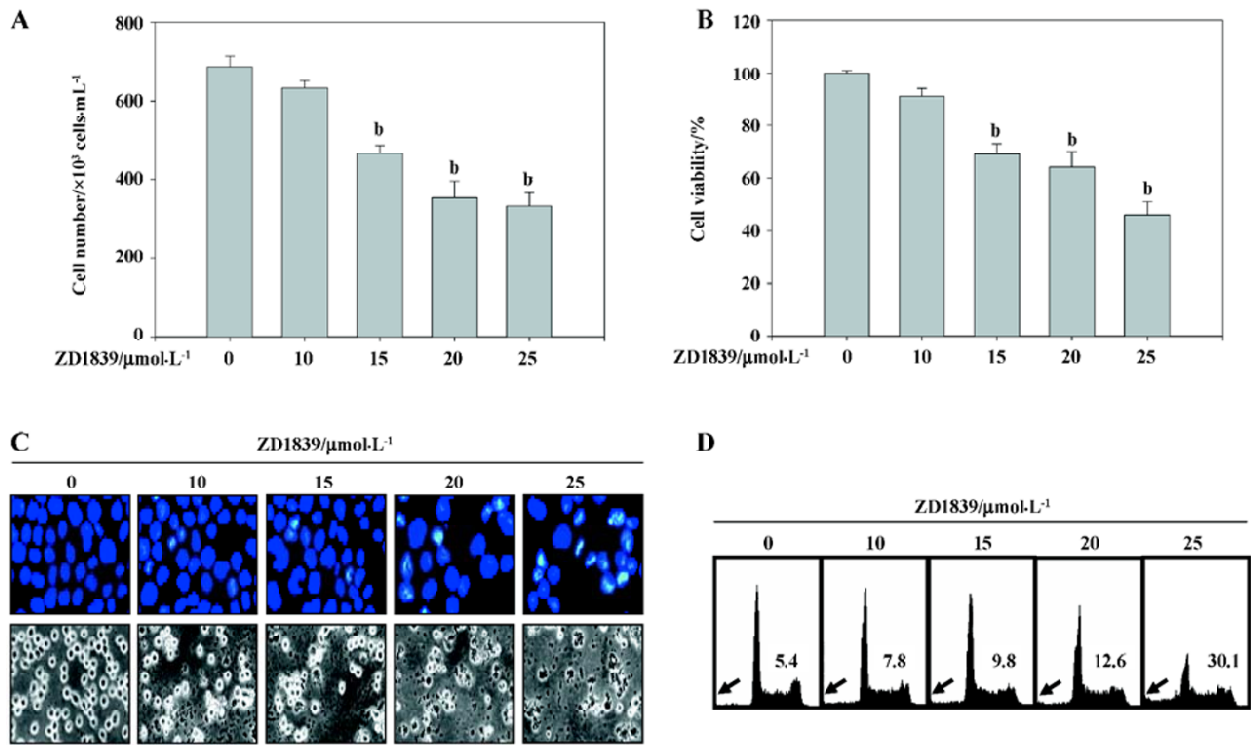 A
800
600
400
200
0
Cell number/×10³ cells·mL⁻¹
b
b
b
ZD1839/μmol·L⁻¹
0 10 15 20 25
B
120
100
80
60
40
20
0
Cell viability/%
b
b
b
ZD1839/μmol·L⁻¹
0 10 15 20 25
C
ZD1839/μmol·L⁻¹
0 10 15 20 25
D
ZD1839/μmol·L⁻¹
0 10 15 20 25
5.4 7.8 9.8 12.6 30.1